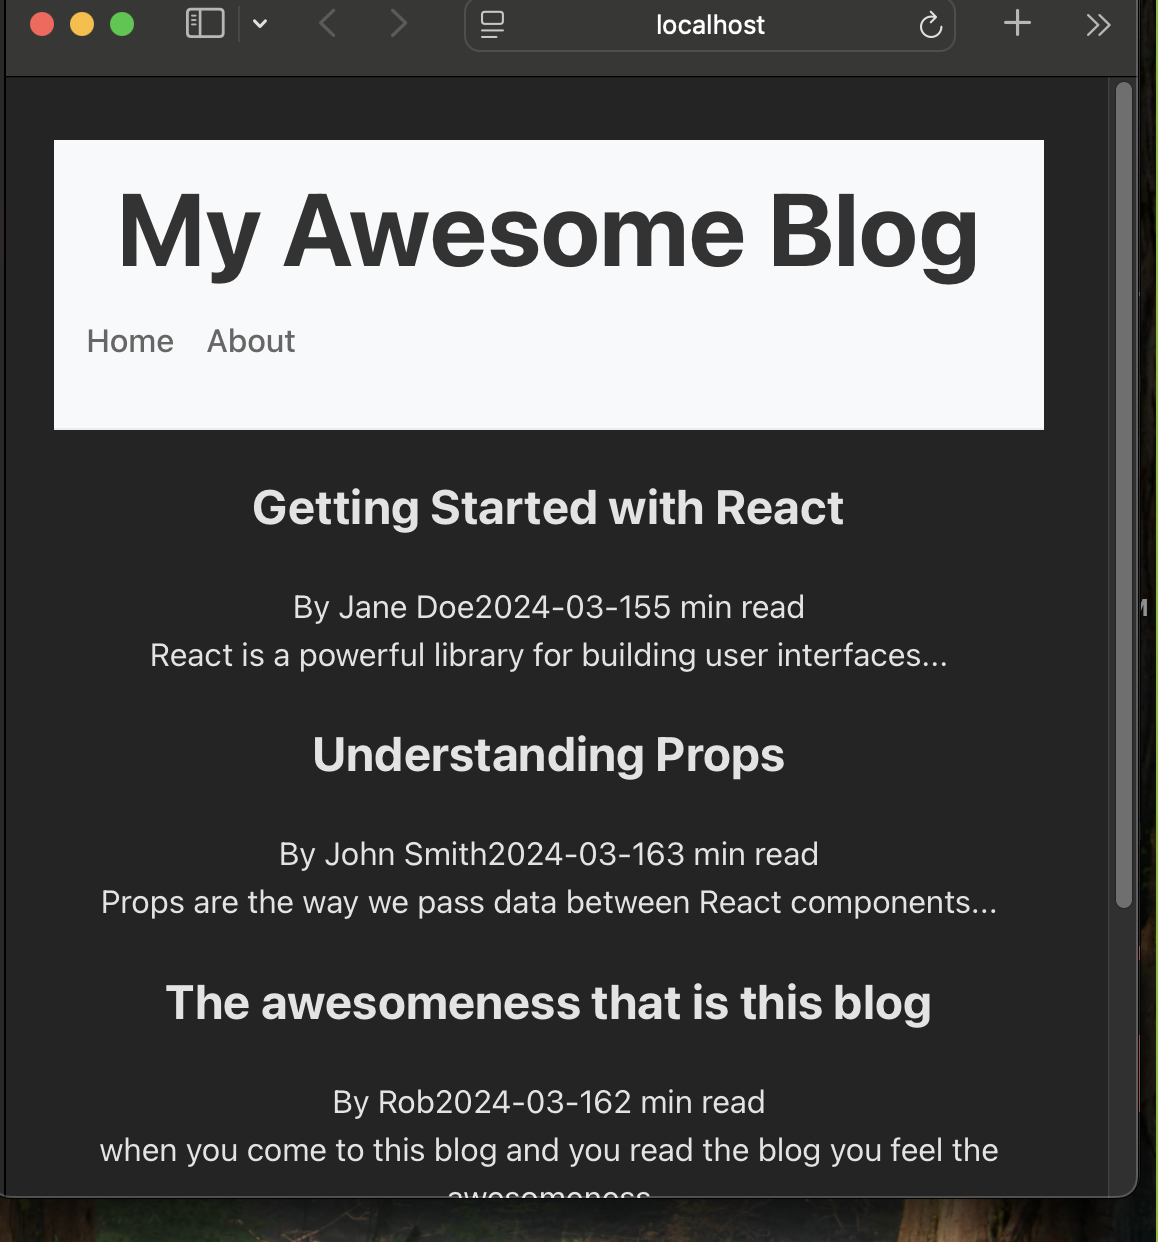 localhost
My Awesome Blog
Home About
Getting Started with React
By Jane Doe2024-03-155 min read
React is a powerful library for building user interfaces...
Understanding Props
By John Smith2024-03-163 min read
Props are the way we pass data between React components...
The awesomeness that is this blog
By Rob2024-03-162 min read
when you come to this blog and you read the blog you feel the
awesomeness